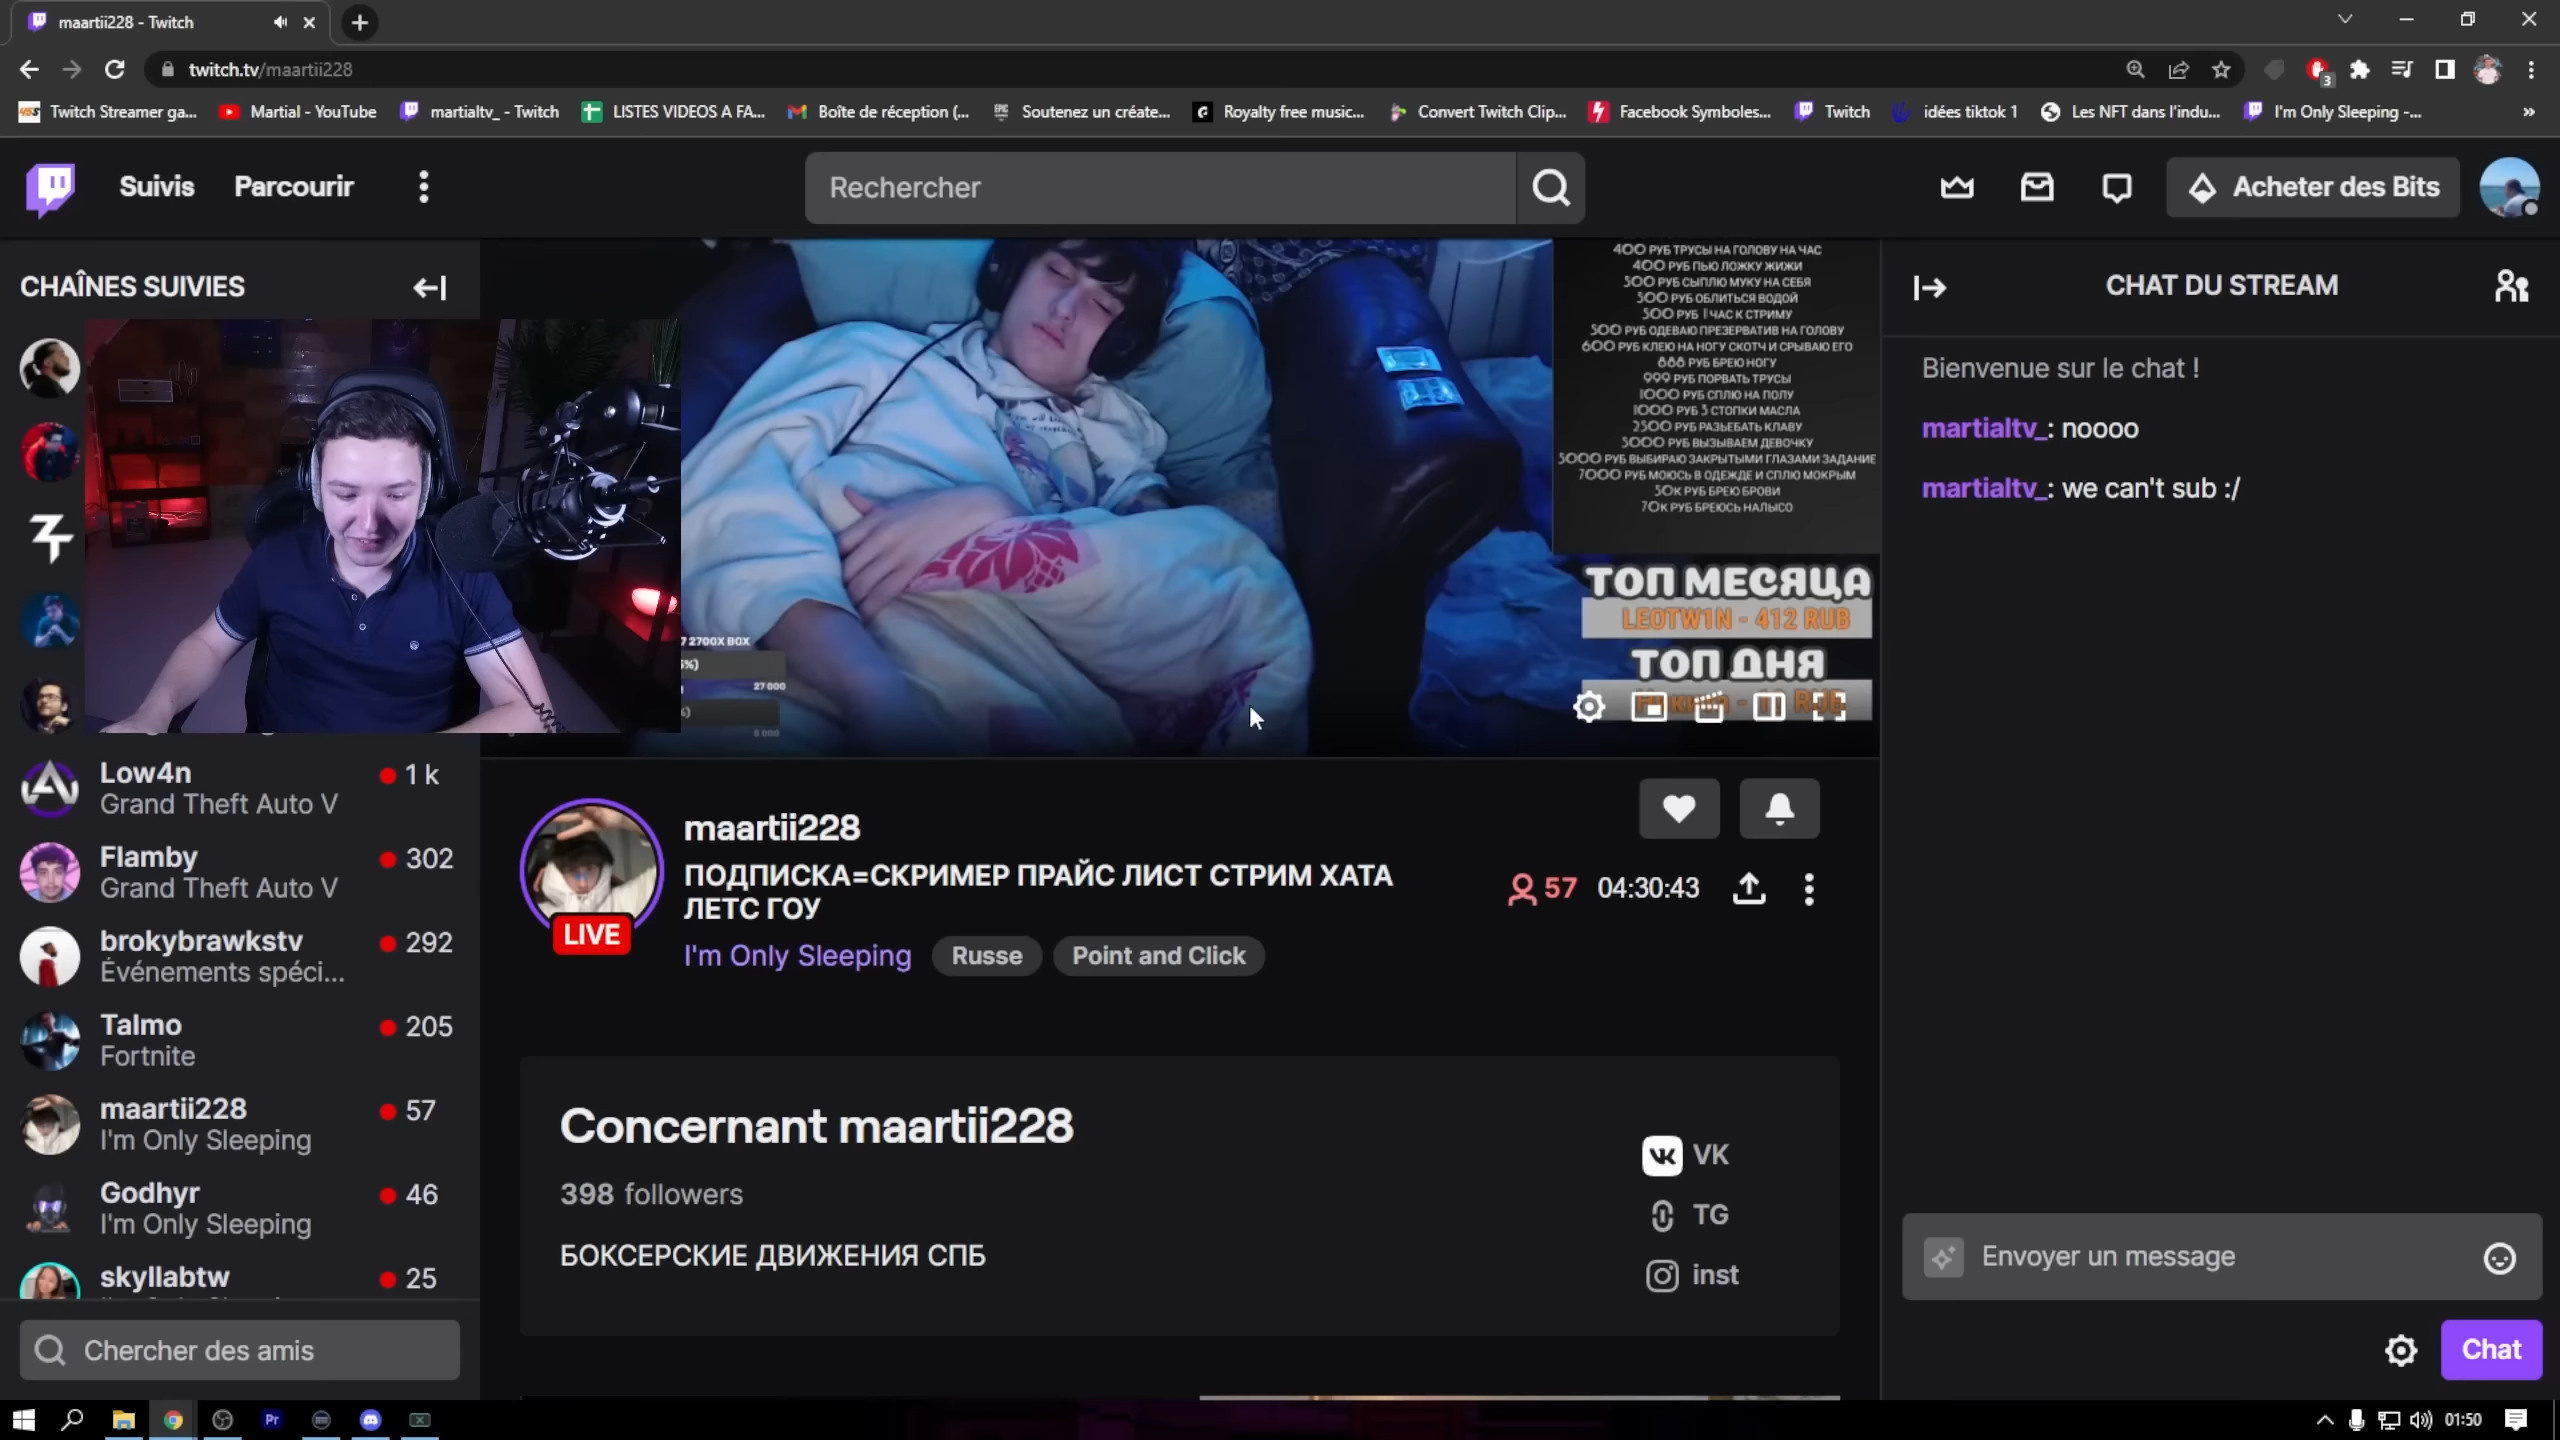 maartii228 - Twitch
twitch.tv/maartii228
3
Twitch Streamer ga...
Martial - YouTube
martialtv_ - Twitch
LISTES VIDEOS A FA...
Boîte de réception (...
EPIC
Soutenez un créate...
Royalty free music...
Convert Twitch Clip...
Facebook Symboles...
Twitch
idées tiktok 1
Les NFT dans l'indu...
I'm Only Sleeping -...
»
Suivis
Parcourir
Rechercher
Acheter des Bits
CHAÎNES SUIVIES
400 РУБ ТРУСЫ НА ГОЛОВУ НА ЧАС
400 РУБ ПЬЮ ЛОЖКУ ЖИЖИ
500 РУБ СЫПЛЮ МУКУ НА СЕБЯ
500 РУБ ОБЛИТЬСЯ ВОДОЙ
500 РУБ 1 ЧАС К СТРИМУ
500 РУБ ОДЕВАЮ ПРЕЗЕРВАТИВ НА ГОЛОВУ
600 РУБ КЛЕЮ НА НОГУ СКОТЧ И СРЫВАЮ ЕГО
888 РУБ БРЕЮ НОГУ
999 РУБ ПОРВАТЬ ТРУСЫ
1000 РУБ СПЛЮ НА ПОЛУ
1000 РУБ 3 СТОПКИ МАСЛА
2500 РУБ РАЗЬЕБАТЬ КЛАВУ
5000 РУБ ВЫЗЫВАЕМ ДЕВОЧКУ
5000 РУБ ВЫБИРАЮ ЗАКРЫТЫМИ ГЛАЗАМИ ЗАДАНИЕ
7000 РУБ МОЮСЬ В ОДЕЖДЕ И СПЛЮ МОКРЫМ
50К РУБ БРЕЮ БРОВИ
70К РУБ БРЕЮСЬ НАЛЫСО
ТОП МЕСЯЦА
LEOTW1N - 412 RUB
ТОП ДНЯ
RUB
7 2700X BOX
27 000
CHAT DU STREAM
Bienvenue sur le chat !
martialtv_: noooo
martialtv_: we can't sub :/
Low4n
1 k
Grand Theft Auto V
Flamby
302
Grand Theft Auto V
brokybrawkstv
292
Événements spéci...
Talmo
205
Fortnite
maartii228
57
I'm Only Sleeping
Godhyr
46
I'm Only Sleeping
skyllabtw
25
Chercher des amis
LIVE
maartii228
ПОДПИСКА=СКРИМЕР ПРАЙС ЛИСТ СТРИМ ХАТА
ЛЕТС ГОУ
I'm Only Sleeping
Russe
Point and Click
57
04:30:43
Concernant maartii228
398 followers
БОКСЕРСКИЕ ДВИЖЕНИЯ СПБ
VK
TG
inst
Envoyer un message
Chat
Pr
01:50